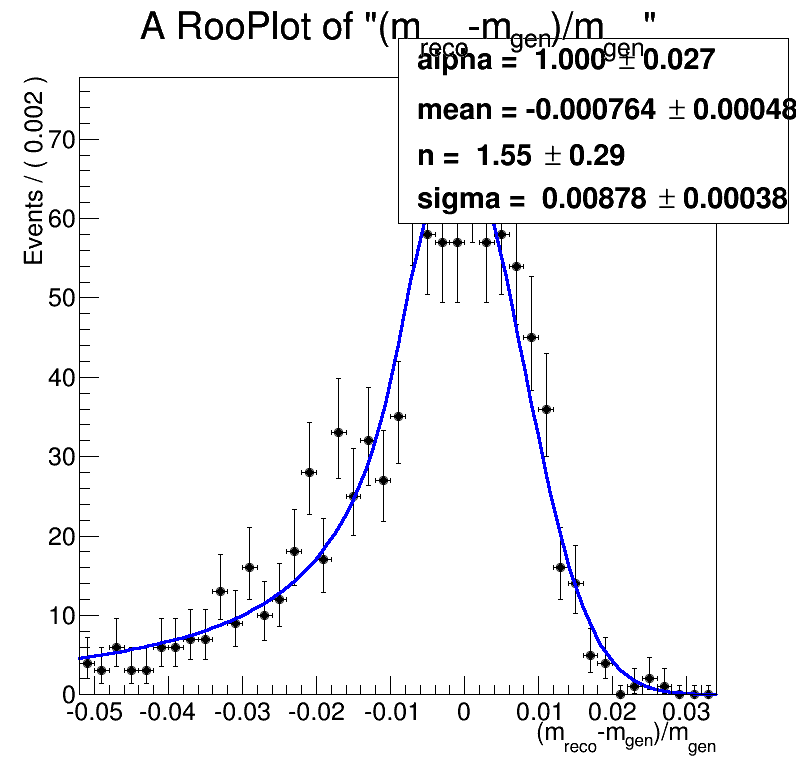 A RooPlot of "(m_reco-m_gen)/m_gen"
alpha = 1.000 ± 0.027
mean = -0.000764 ± 0.00048
n = 1.55 ± 0.29
sigma = 0.00878 ± 0.00038
Events / ( 0.002 )
70
60
50
40
30
20
10
0
-0.05 -0.04 -0.03 -0.02 -0.01 0 0.01 0.02 0.03
(m_reco-m_gen)/m_gen